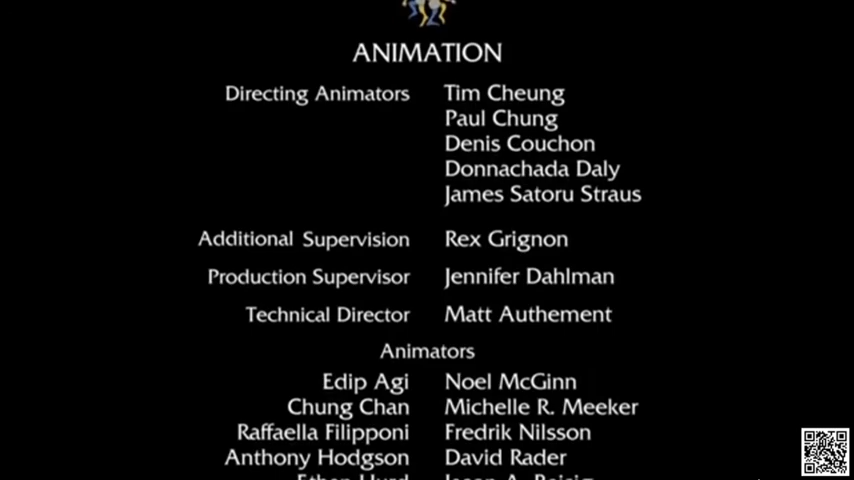 ANIMATION
Directing Animators Tim Cheung
Paul Chung
Denis Couchon
Donnachada Daly
James Satoru Straus
Additional Supervision Rex Grignon
Production Supervisor Jennifer Dahlman
Technical Director Matt Authement
Animators
Edip Agi Noel McGinn
Chung Chan Michelle R. Meeker
Raffaella Filipponi Fredrik Nilsson
Anthony Hodgson David Rader